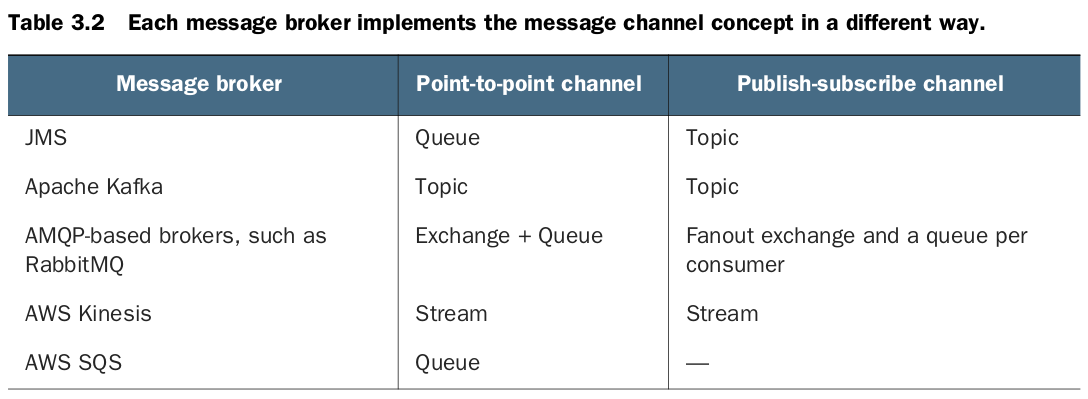 Table 3.2 Each message broker implements the message channel concept in a different way.
Message broker Point-to-point channel Publish-subscribe channel
JMS Queue Topic
Apache Kafka Topic Topic
AMQP-based brokers, such as Exchange + Queue Fanout exchange and a queue per
RabbitMQ consumer
AWS Kinesis Stream Stream
AWS SQS Queue —